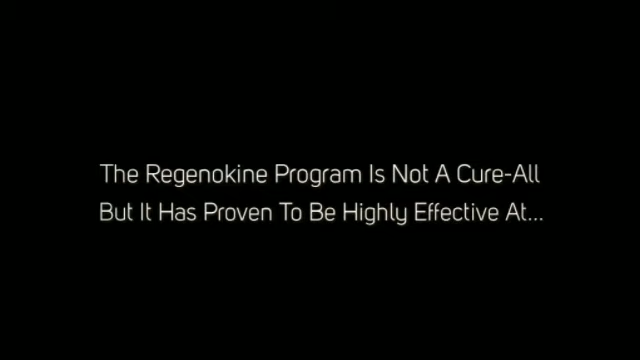 The Regenokine Program Is Not A Cure-All
But It Has Proven To Be Highly Effective At...